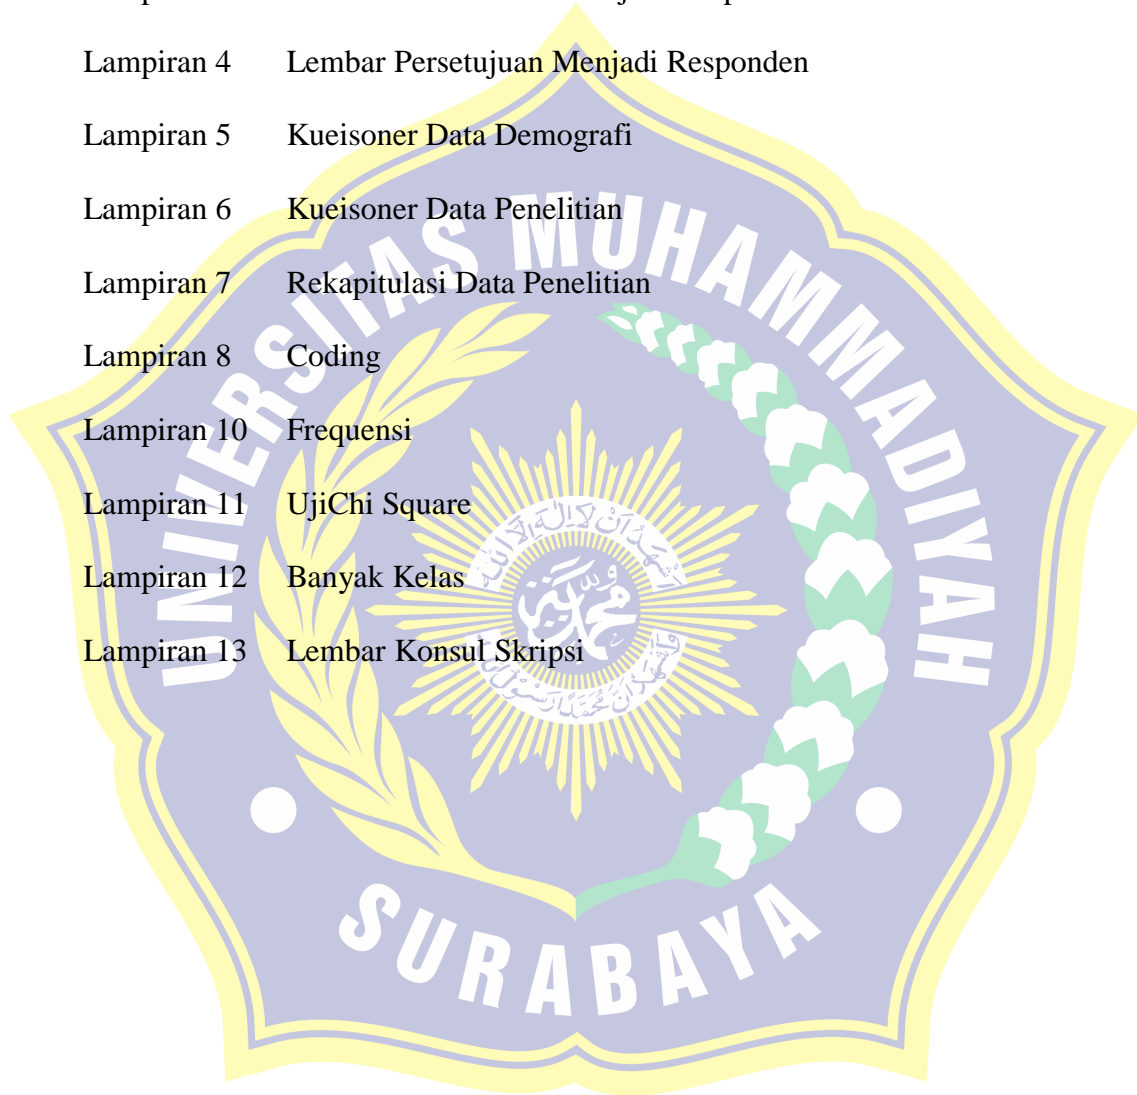 Lampiran 4 Lembar Persetujuan Menjadi Responden
Lampiran 5 Kueisoner Data Demografi
Lampiran 6 Kueisoner Data Penelitian
Lampiran 7 Rekapitulasi Data Penelitian
Lampiran 8 Coding
Lampiran 10 Frequensi
Lampiran 11 UjiChi Square
Lampiran 12 Banyak Kelas
Lampiran 13 Lembar Konsul Skripsi
UNIVERSITAS MUHAMMADIYAH
SURABAYA